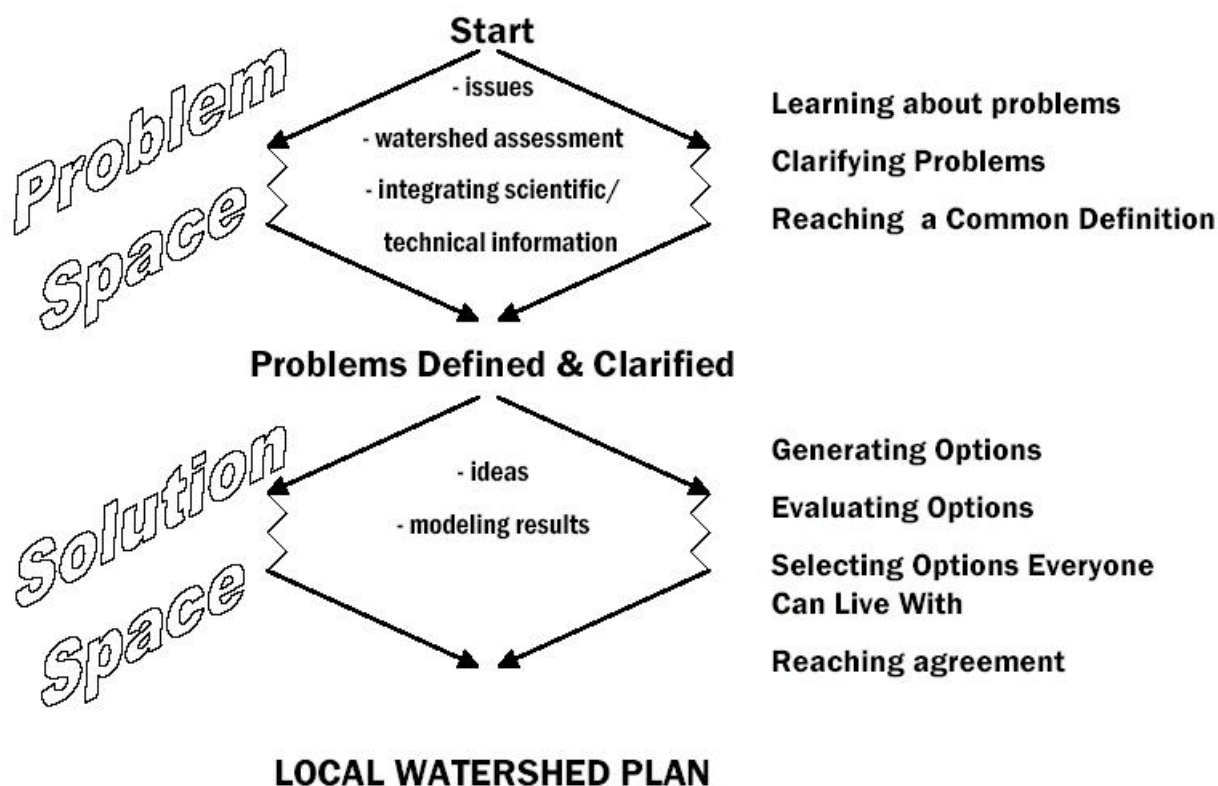 Start
Problem
Space
- issues
- watershed assessment
- integrating scientific/
technical information
Learning about problems
Clarifying Problems
Reaching a Common Definition
Problems Defined & Clarified
Solution
Space
- ideas
- modeling results
Generating Options
Evaluating Options
Selecting Options Everyone
Can Live With
Reaching agreement
LOCAL WATERSHED PLAN